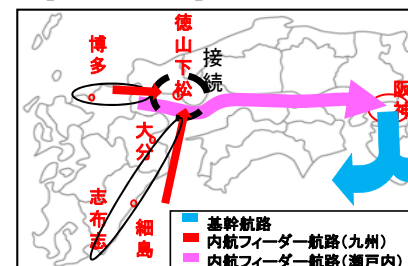 博多
徳山下松
接続
阪神
大分
志布志
細島
基幹航路
内航フィーダー航路(九州)
内航フィーダー航路(瀬戸内)